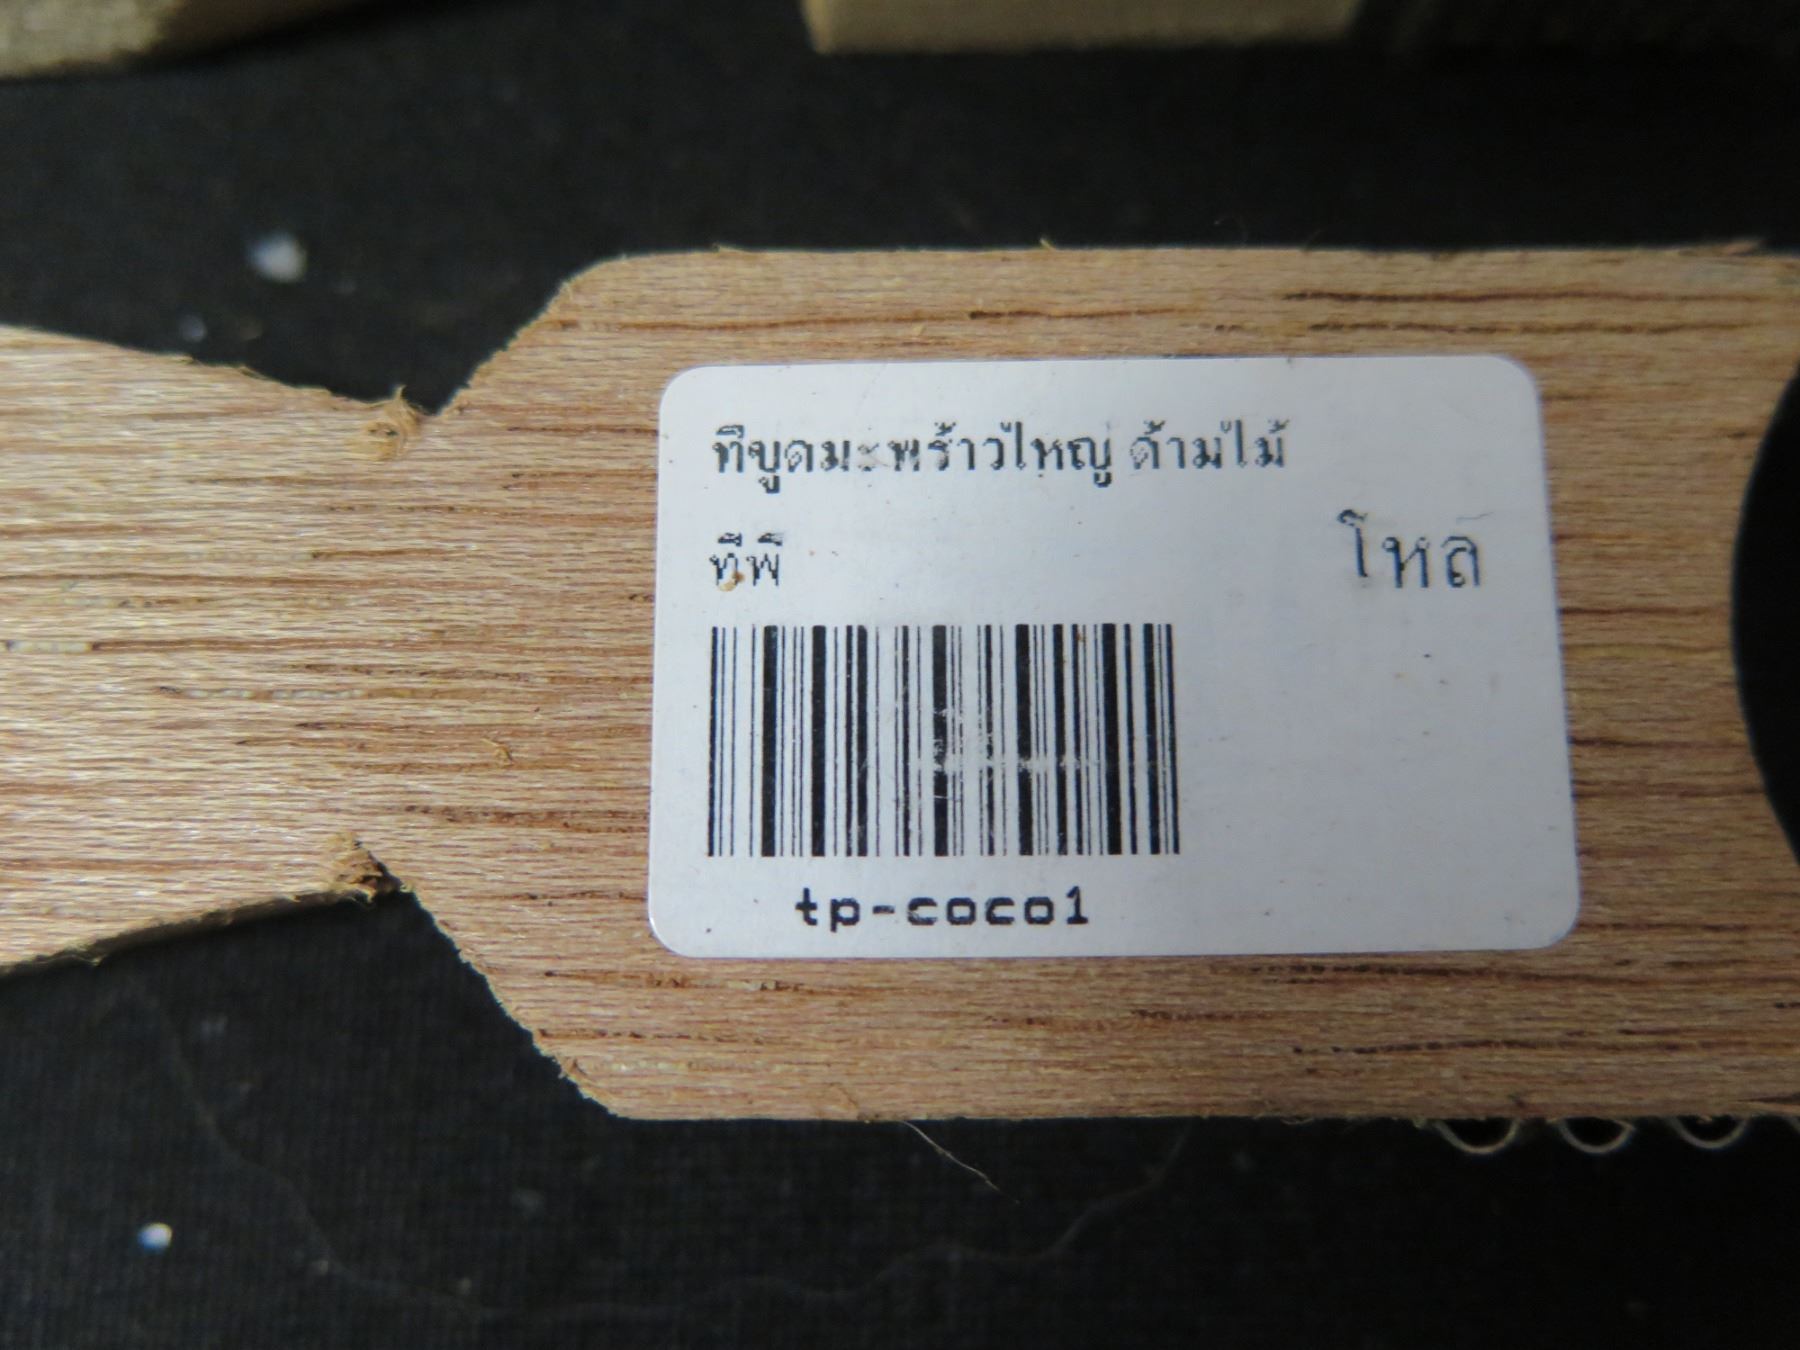 ที่ขูดมะพร้าวใหญ่ ด้ามไม้
ทีพี
โหล
tp-coco1